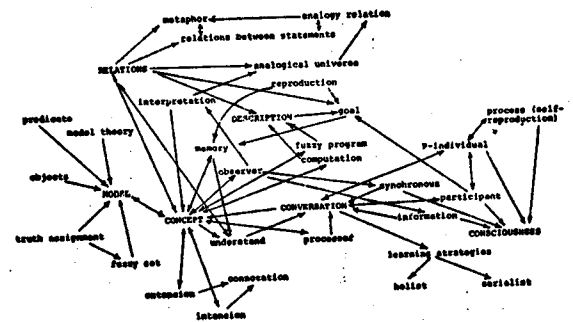 metaphor
analogy relation
relations between statements
RELATIONS
analogical universe
reproduction
interpretation
process (self-
reproduction)
predicate
DESCRIPTION
goal
model theory
memory
fuzzy program
P-individual
computation
observer
objects
synchronous
MODEL
participant
CONVERSATION
CONCEPT
information
CONSCIOUSNESS
truth assignment
understand
processor
learning strategies
fuzzy set
connotation
holist
serialist
extension
intension